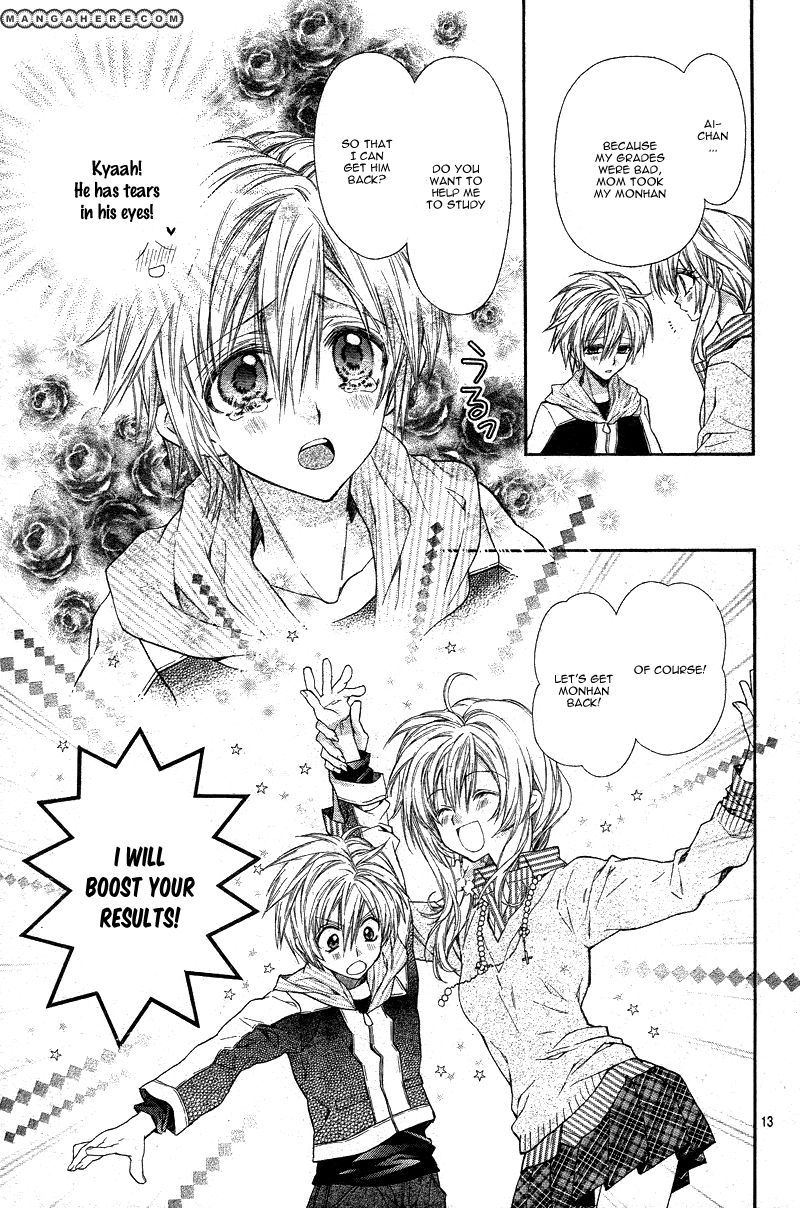 MANGAHERE.COM
AI-
CHAN
...
BECAUSE
MY GRADES
WERE BAD,
MOM TOOK
MY MONHAN
...
DO YOU
WANT TO
HELP ME
TO STUDY
SO THAT
I CAN
GET HIM
BACK?
Kyaah!
He has tears
in his eyes!
うるっ
OF COURSE!
LET'S GET
MONHAN
BACK!
I WILL
BOOST YOUR
RESULTS!
13